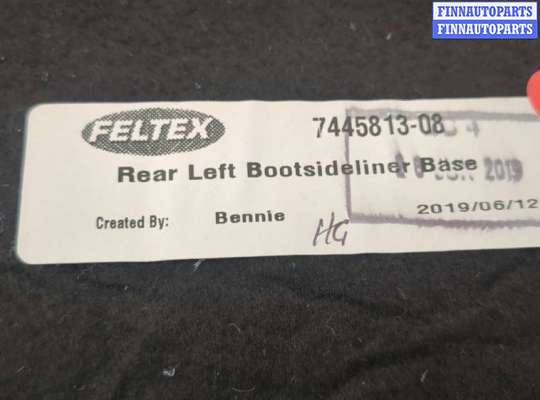 FINNAUTOPARTS
FINNAUTOPARTS
FELTEX
7445813-08
Rear Left Bootsideliner Base
2019
Created By: Bennie
2019/06/12
HG